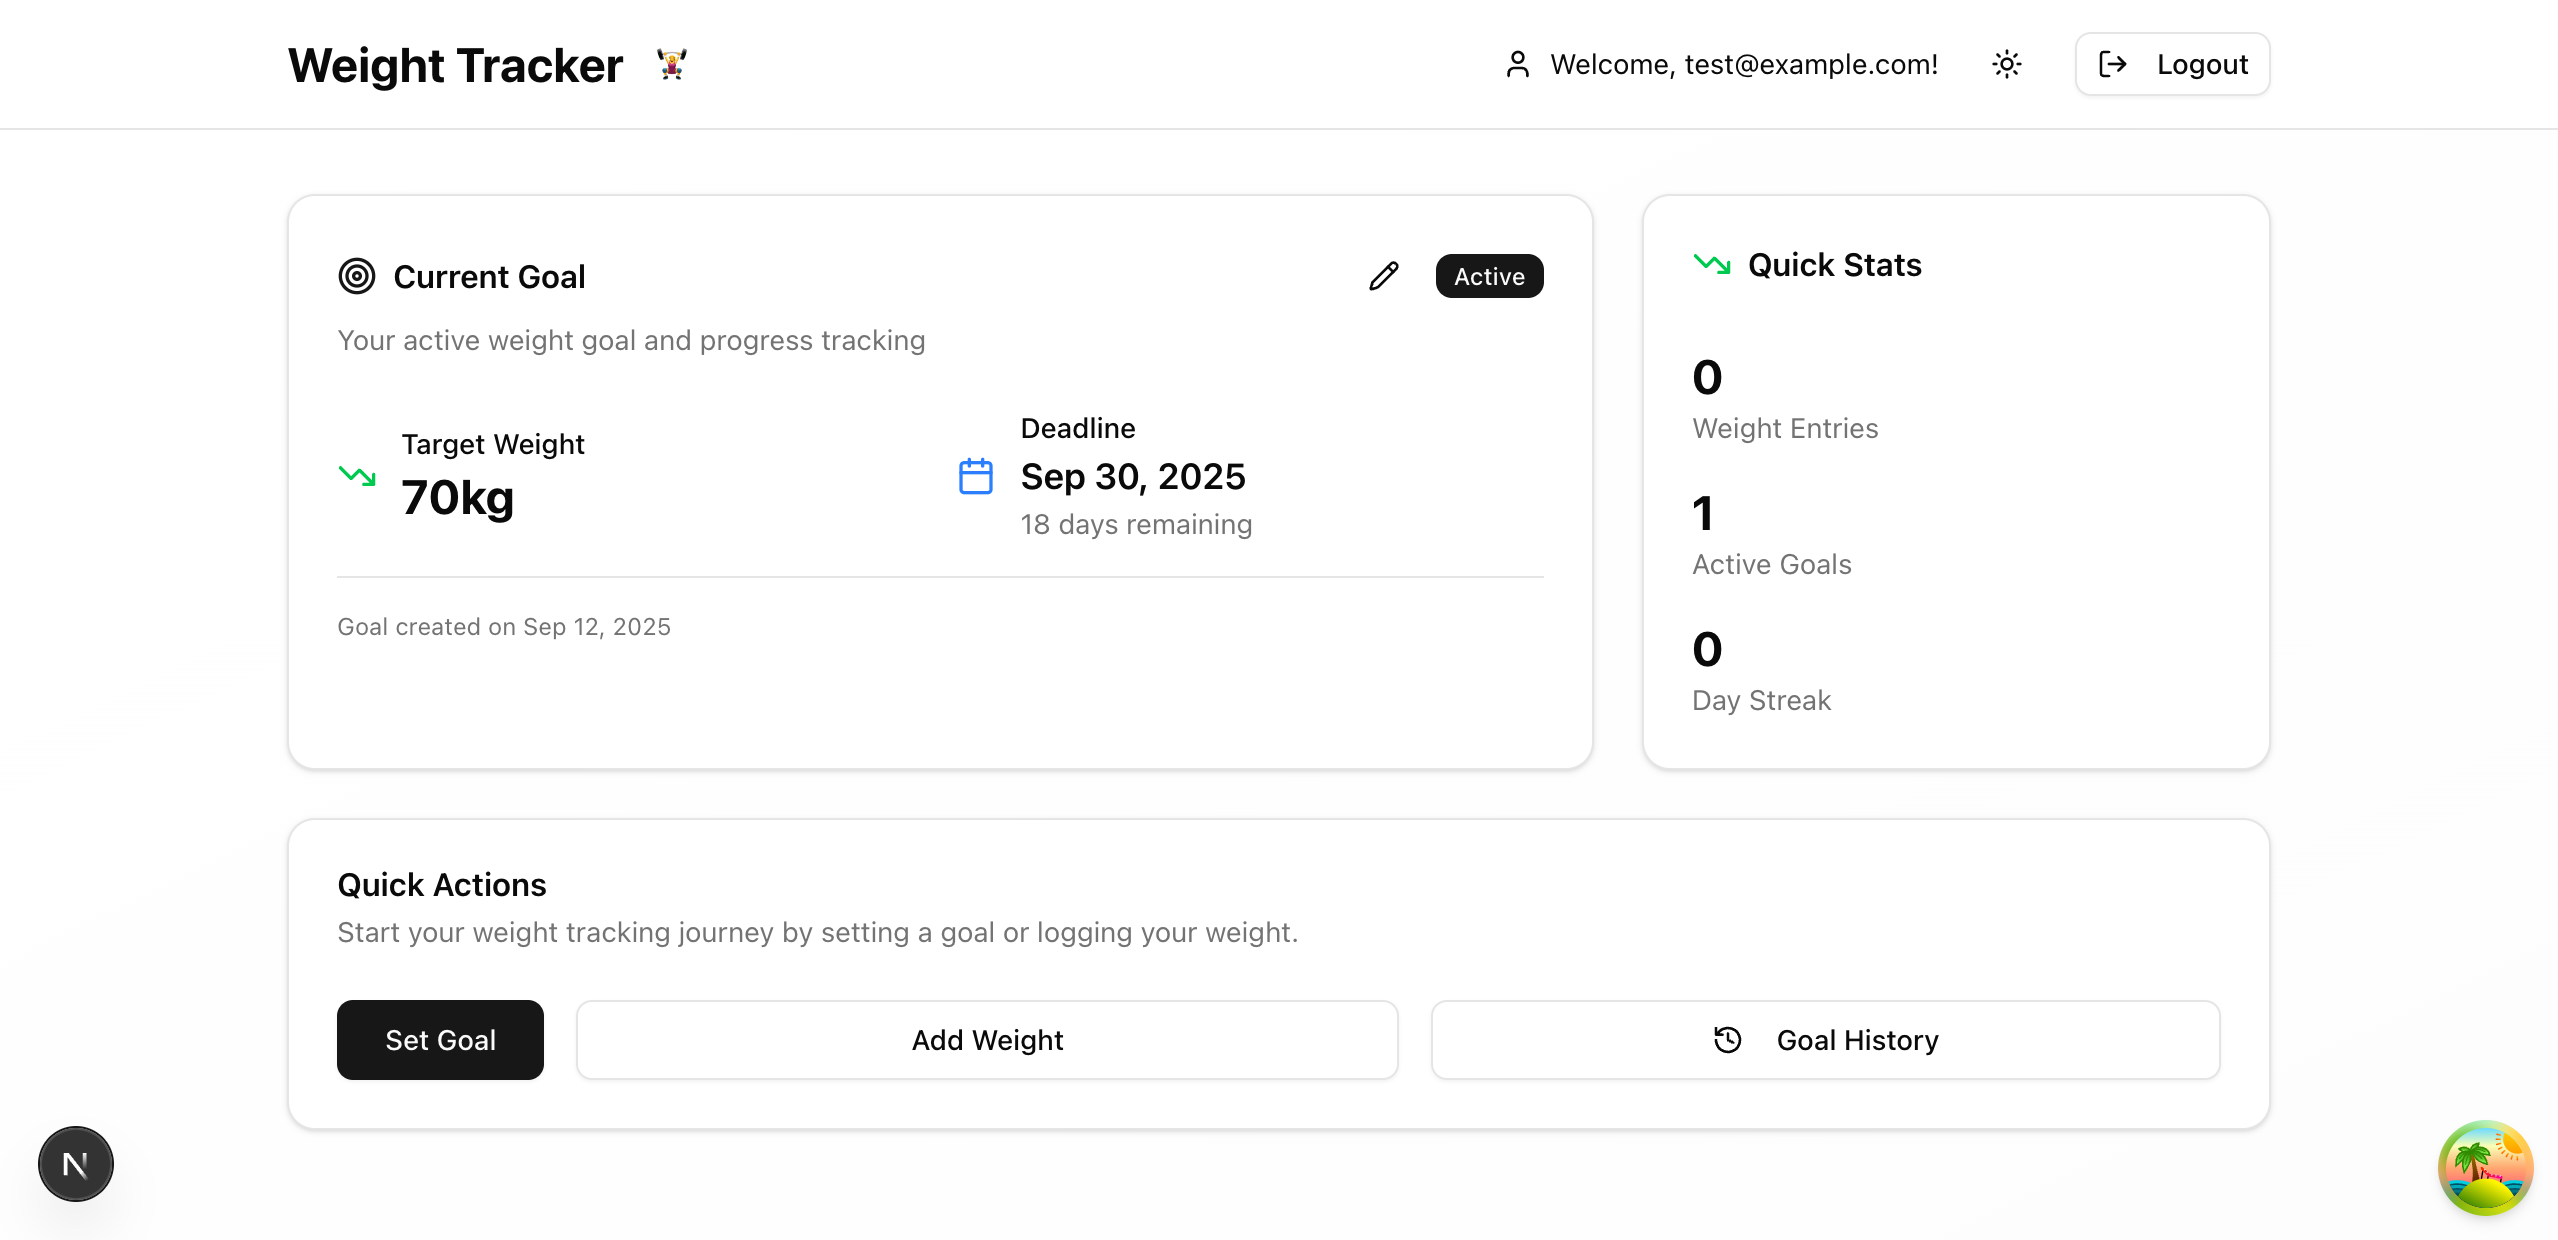 Weight Tracker
Welcome, test@example.com!
Logout
Current Goal
Active
Your active weight goal and progress tracking
Target Weight
70kg
Deadline
Sep 30, 2025
18 days remaining
Goal created on Sep 12, 2025
Quick Stats
0
Weight Entries
1
Active Goals
0
Day Streak
Quick Actions
Start your weight tracking journey by setting a goal or logging your weight.
Set Goal
Add Weight
Goal History
N